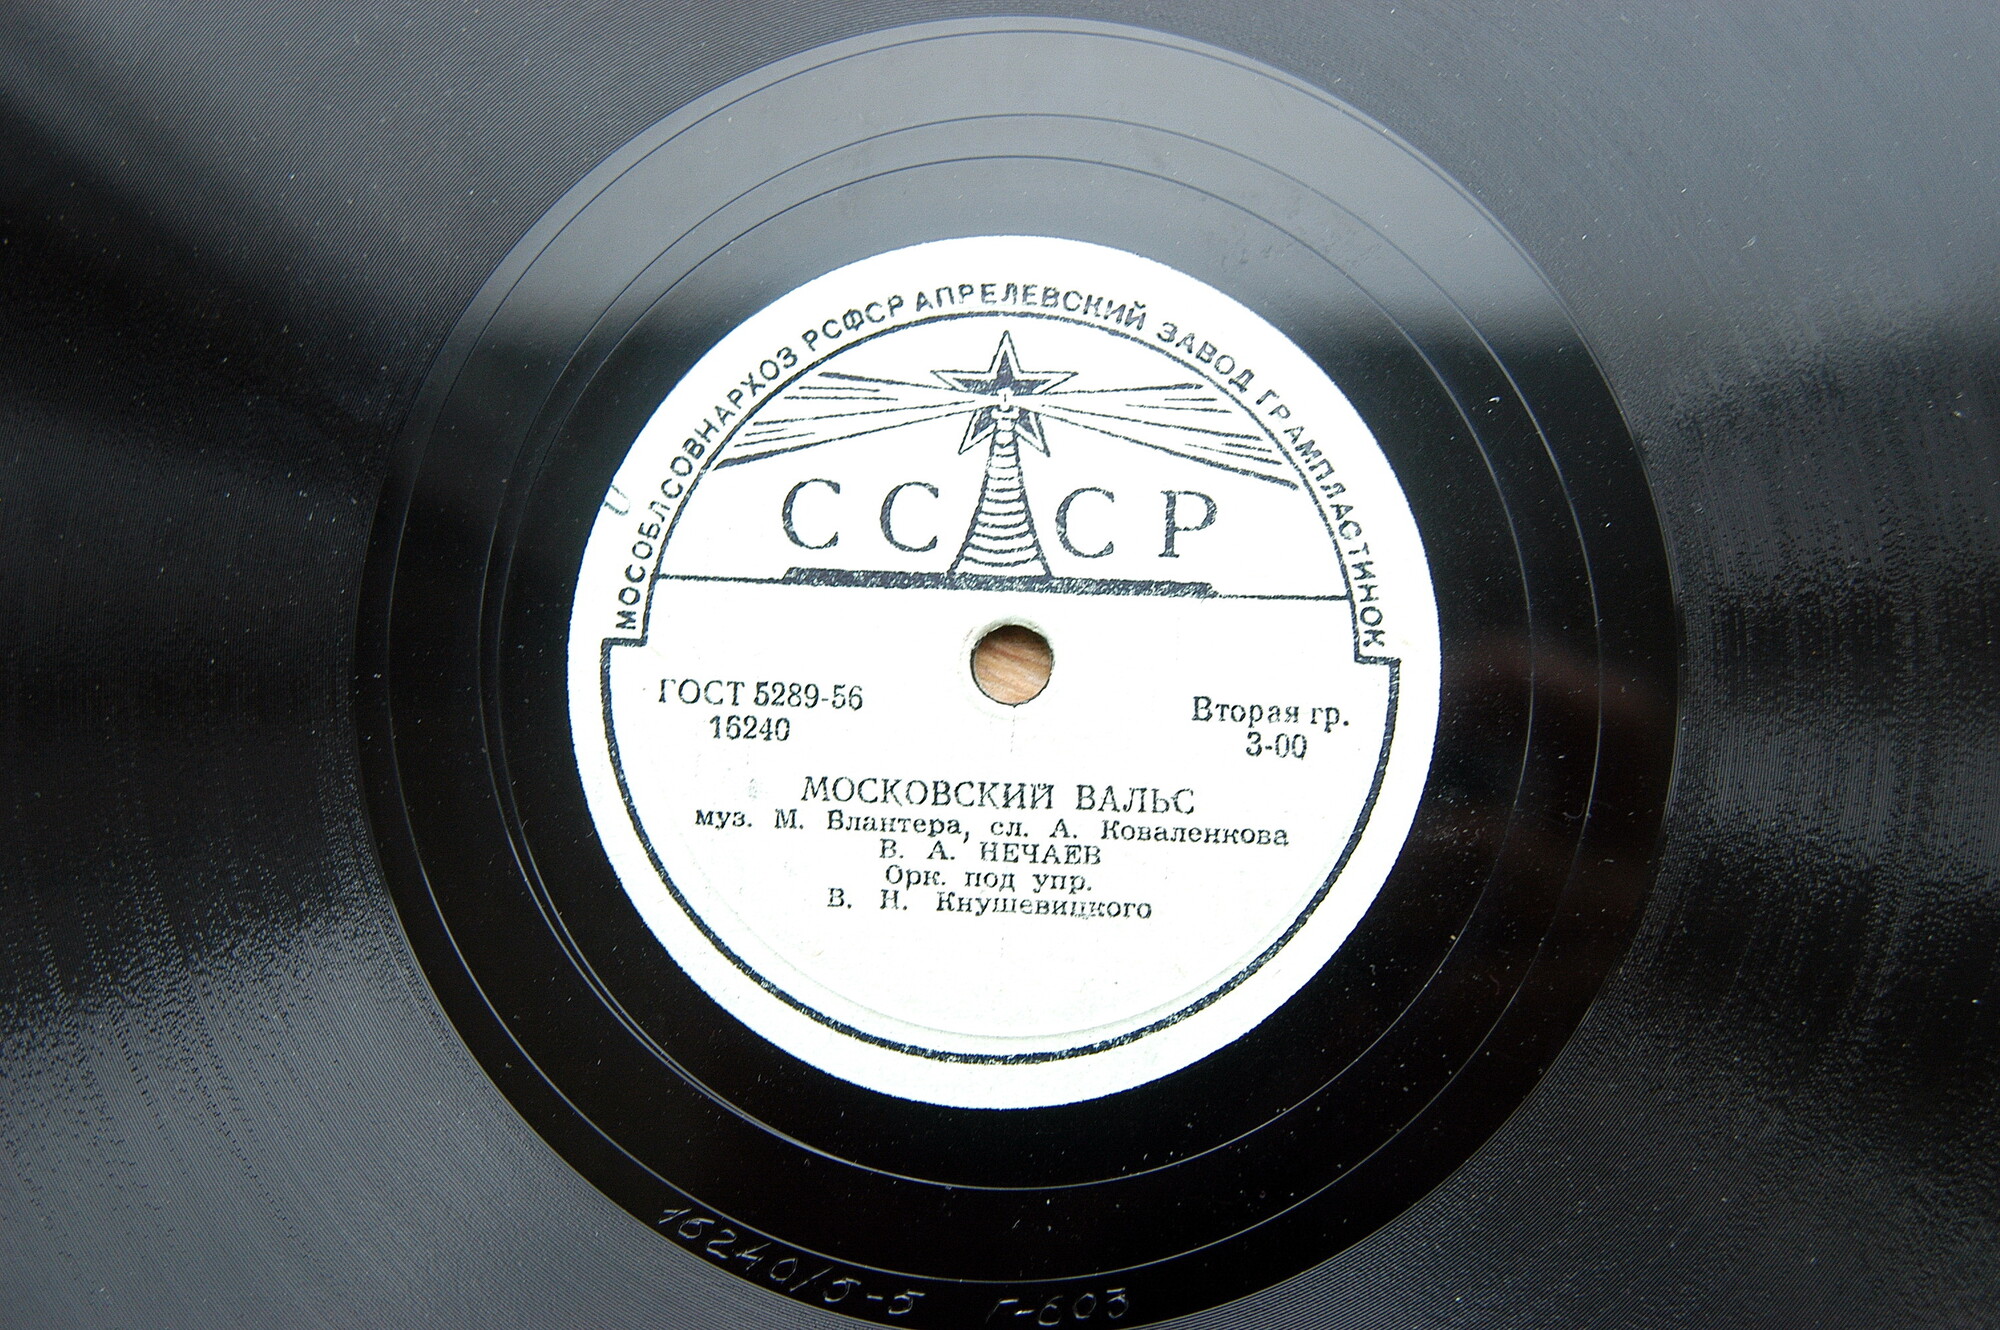 МОСОБЛСОВНАРХОЗ РСФСР АПРЕЛЕВСКИЙ ЗАВОД ГРАМПЛАСТИНОК
СССР
ГОСТ 5289-56
16240
Вторая гр.
3-00
МОСКОВСКИЙ ВАЛЬС
муз. М. Блантера, сл. А. Коваленкова
В. А. НЕЧАЕВ
Орк. под упр.
В. Н. Кнушевицкого
16240/5-5 Г-603